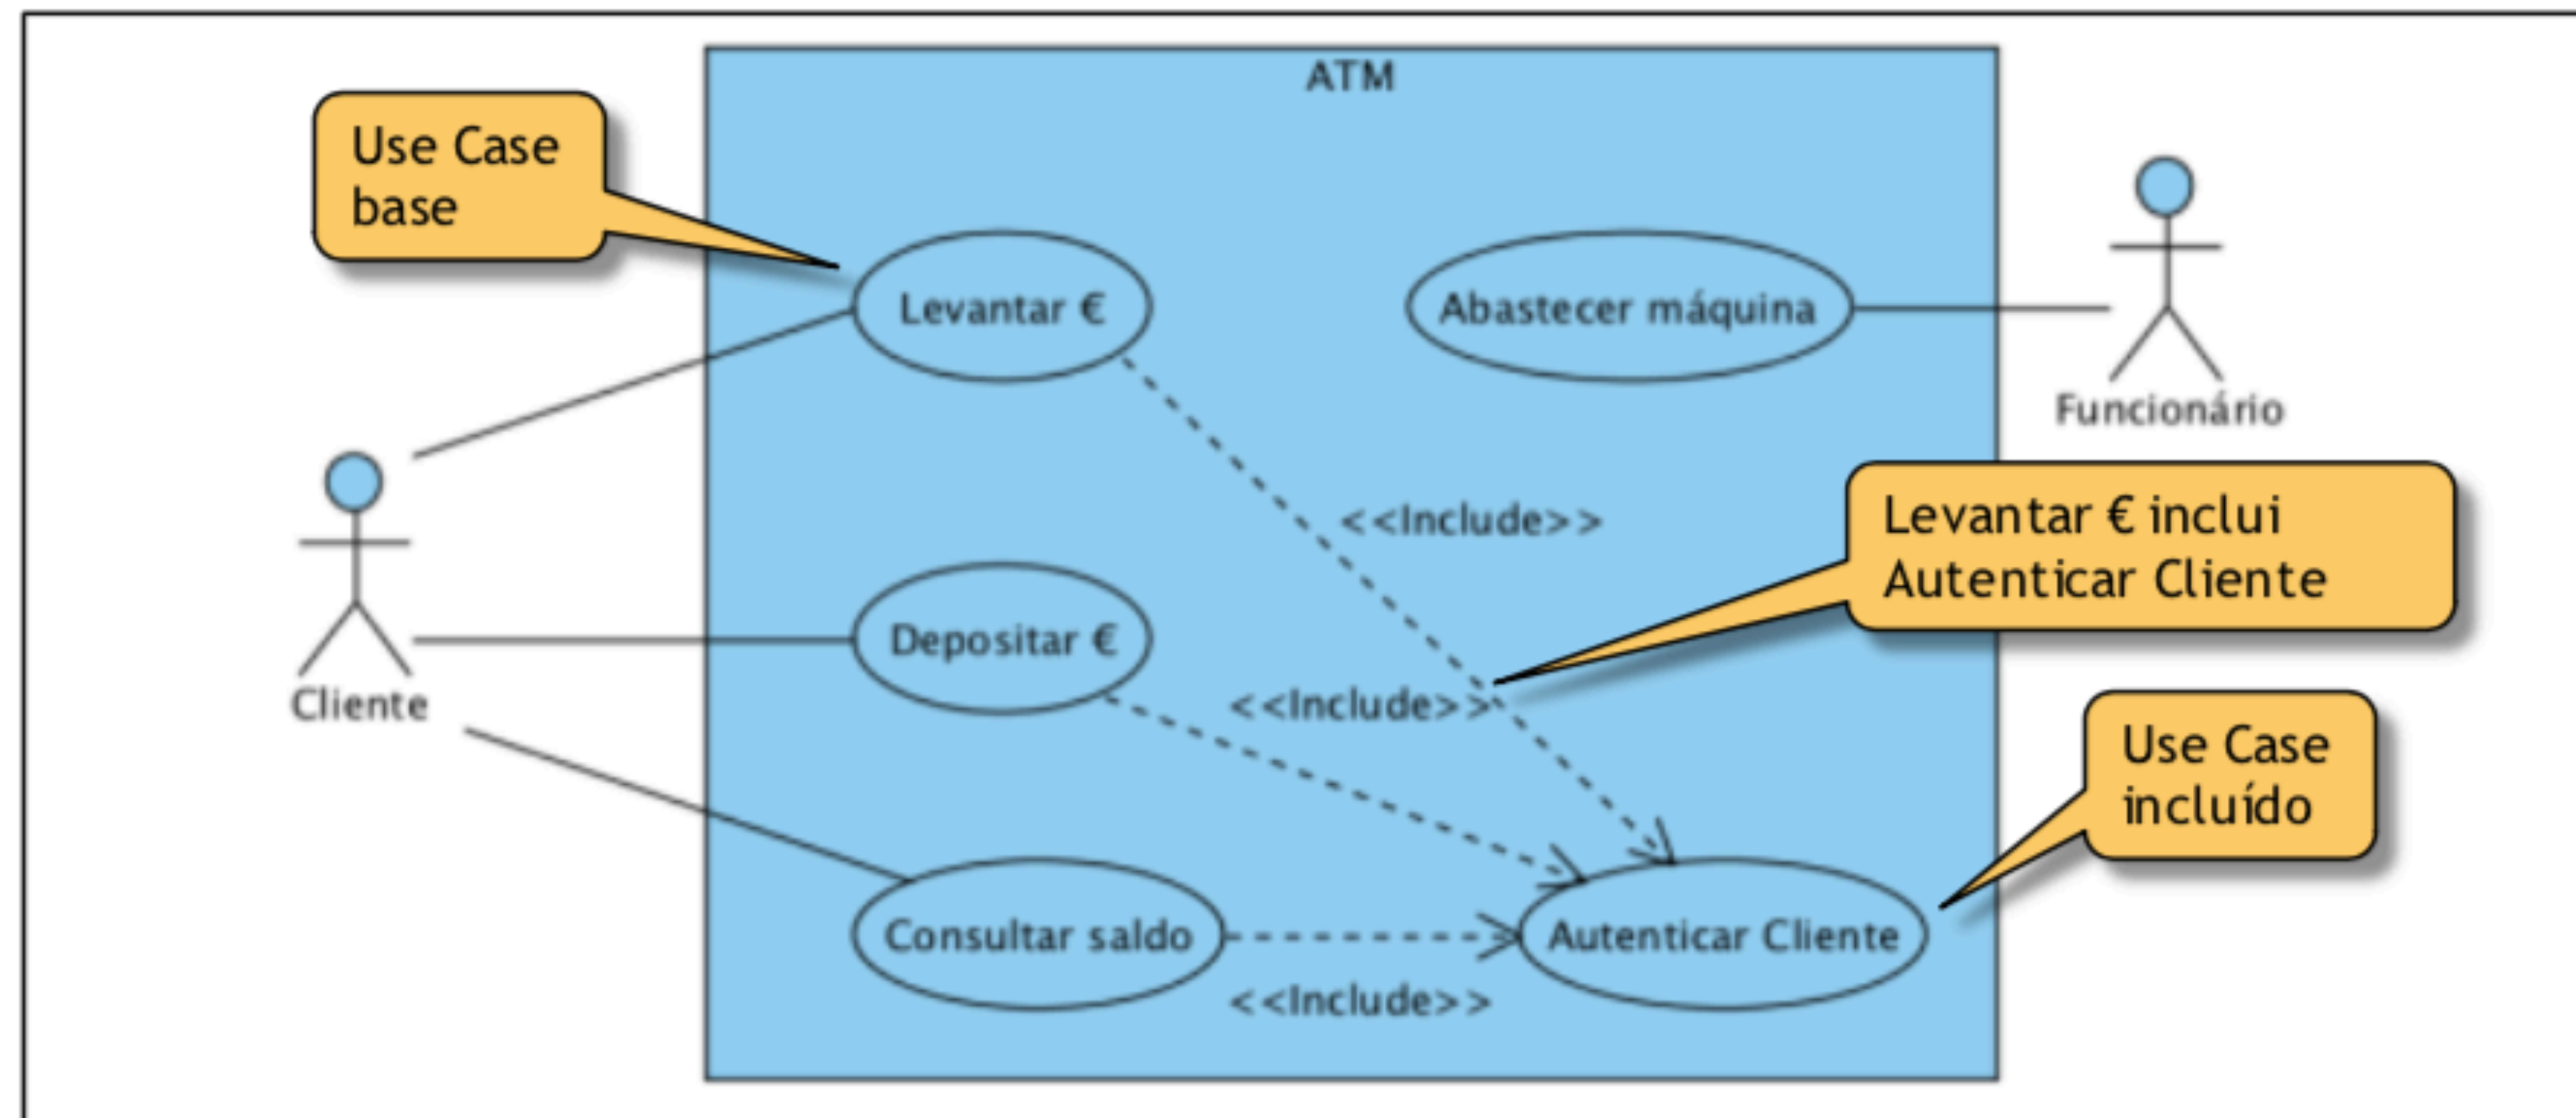 ATM
Use Case
base
Levantar €
Abastecer máquina
Funcionário
<<Include>>
Levantar € inclui
Autenticar Cliente
Depositar €
Cliente
<<Include>>
Use Case
incluído
Consultar saldo
Autenticar Cliente
<<Include>>